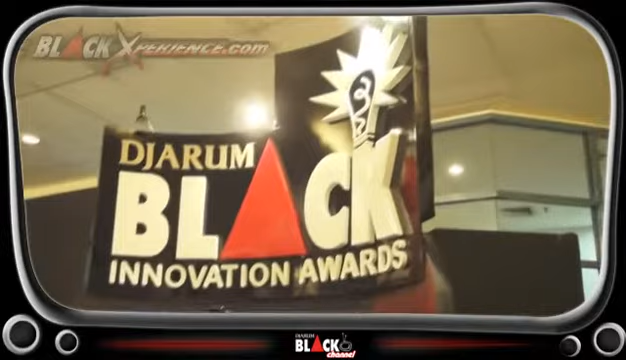 BLACKXPERIENCE.COM
DJARUM
BLACK
INNOVATION AWARDS
DJARUM
BLACK
channel